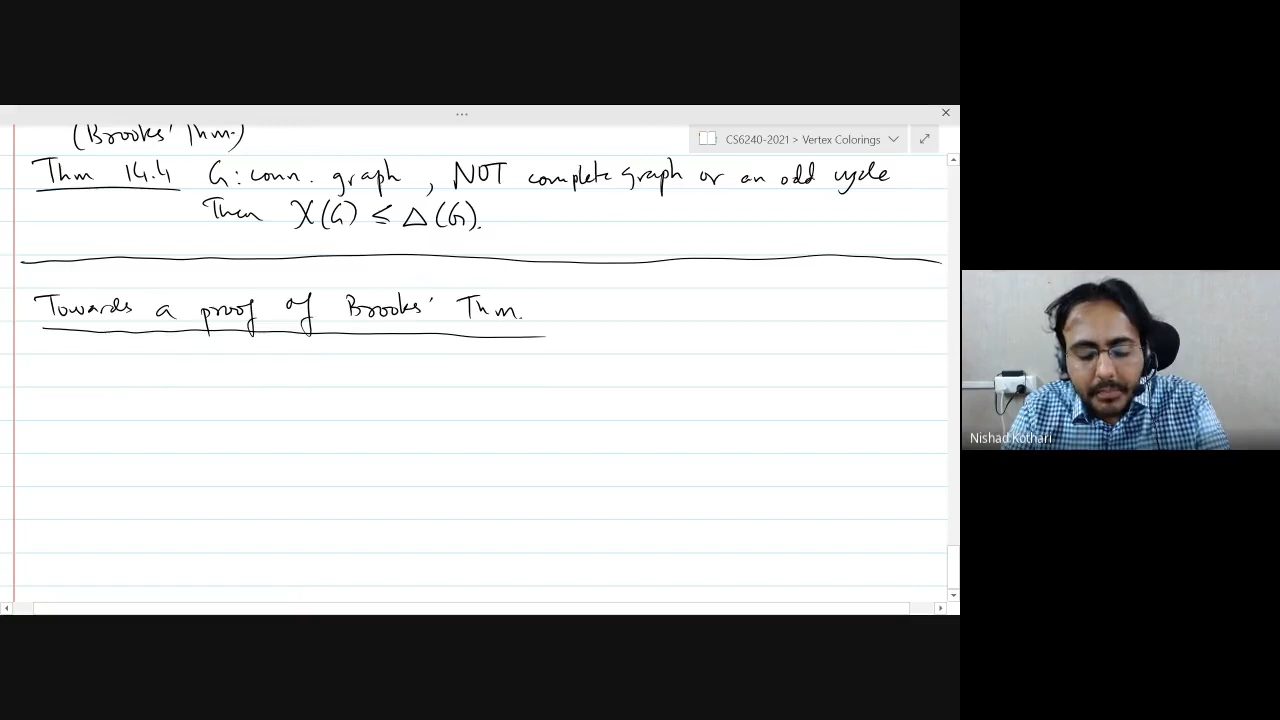 (Brooks' Thm.)
CS6240-2021 > Vertex Colorings
Thm 14.4 G: conn. graph, NOT complete graph or an odd cycle
Then χ(G) ≤ Δ(G).
Towards a proof of Brooks' Thm.
Nishad Kothari